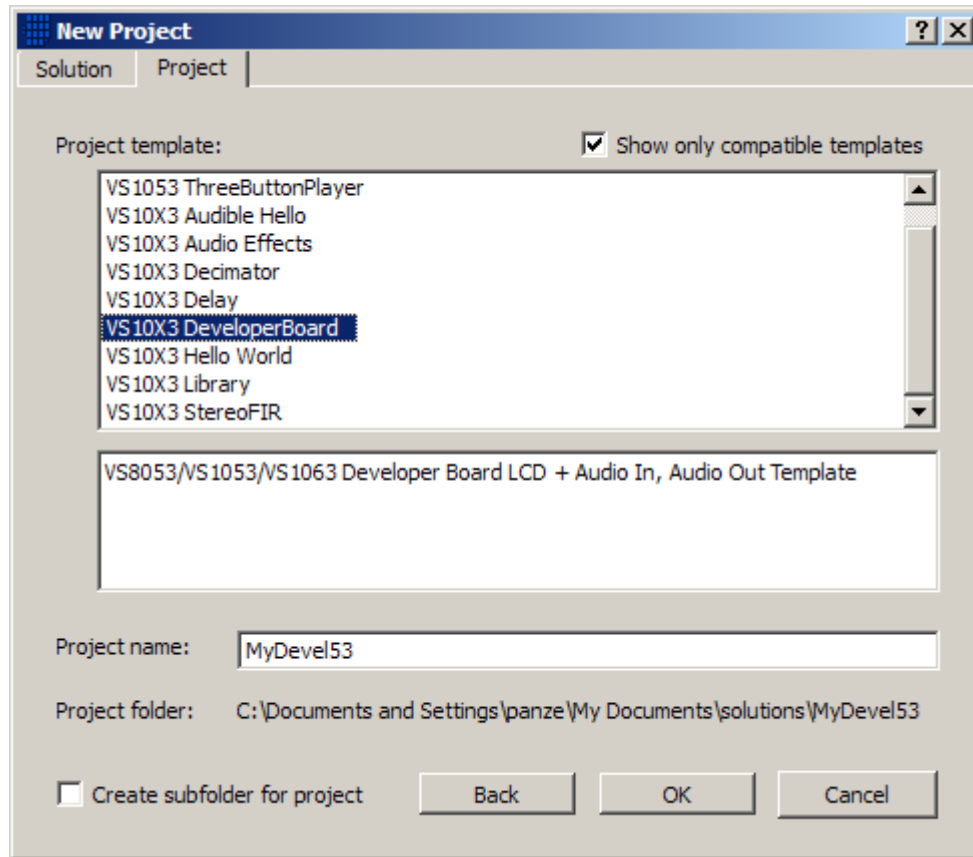 New Project
Solution Project
Project template: Show only compatible templates
VS1053 ThreeButtonPlayer
VS10X3 Audible Hello
VS10X3 Audio Effects
VS10X3 Decimator
VS10X3 Delay
VS10X3 DeveloperBoard
VS10X3 Hello World
VS10X3 Library
VS10X3 StereoFIR
VS8053/VS1053/VS1063 Developer Board LCD + Audio In, Audio Out Template
Project name: MyDevel53
Project folder: C:\Documents and Settings\panze\My Documents\solutions\MyDevel53
Create subfolder for project Back OK Cancel